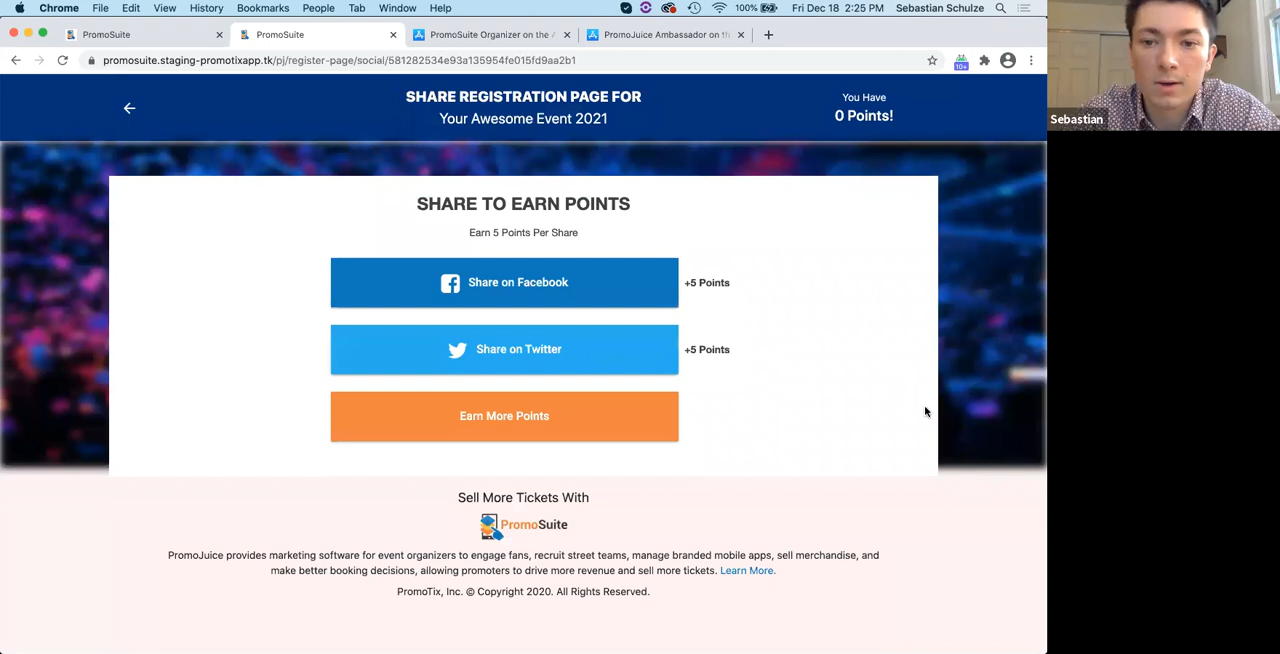 Chrome File Edit View History Bookmarks People Tab Window Help 100% Fri Dec 18 2:25 PM Sebastian Schulze
PromoSuite PromoSuite PromoSuite Organizer on the PromoJuice Ambassador on
promosuite.staging-promotixapp.tk/pj/register-page/social/581282534e93a135954fe015fd9aa2b1
10+
SHARE REGISTRATION PAGE FOR
Your Awesome Event 2021
You Have
0 Points!
Sebastian
SHARE TO EARN POINTS
Earn 5 Points Per Share
Share on Facebook +5 Points
Share on Twitter +5 Points
Earn More Points
Sell More Tickets With
PromoSuite
PromoJuice provides marketing software for event organizers to engage fans, recruit street teams, manage branded mobile apps, sell merchandise, and
make better booking decisions, allowing promoters to drive more revenue and sell more tickets. Learn More.
PromoTix, Inc. © Copyright 2020. All Rights Reserved.